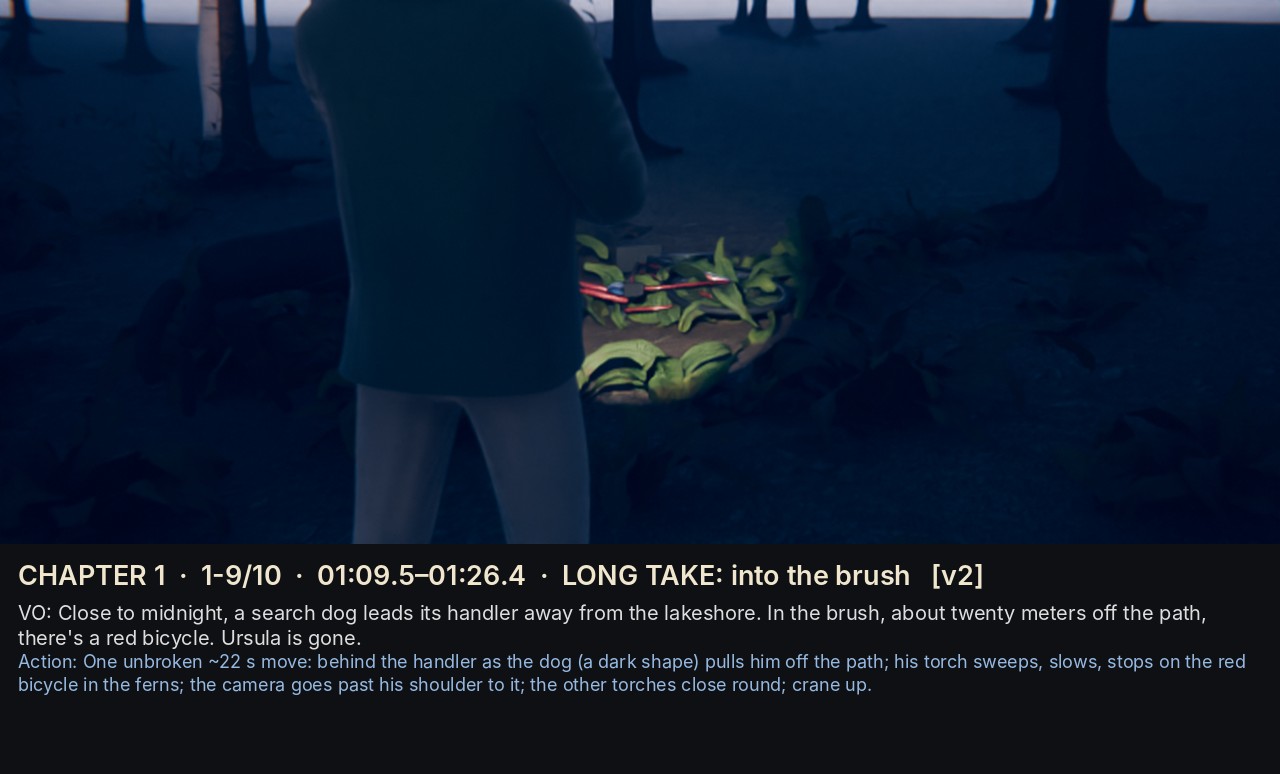 CHAPTER 1 · 1-9/10 · 01:09.5–01:26.4 · LONG TAKE: into the brush [v2]
VO: Close to midnight, a search dog leads its handler away from the lakeshore. In the brush, about twenty meters off the path,
there's a red bicycle. Ursula is gone.
Action: One unbroken ~22 s move: behind the handler as the dog (a dark shape) pulls him off the path; his torch sweeps, slows, stops on the red
bicycle in the ferns; the camera goes past his shoulder to it; the other torches close round; crane up.